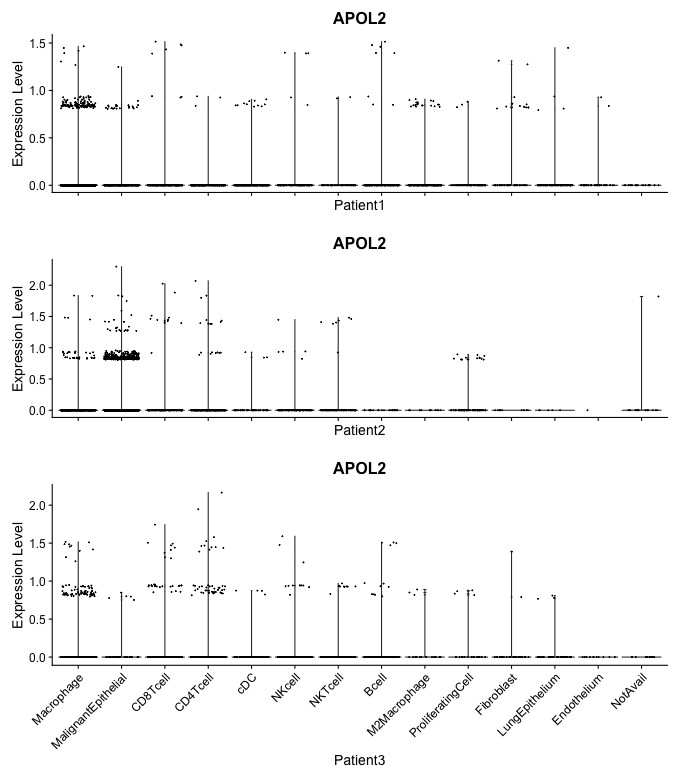 APOL2
Expression Level
1.5
1.0
0.5
0.0
Patient1
APOL2
Expression Level
2.0
1.5
1.0
0.5
0.0
Patient2
APOL2
Expression Level
2.0
1.5
1.0
0.5
0.0
Macrophage
MalignantEpithelial
CD8Tcell
CD4Tcell
cDC
NKcell
NKTcell
Bcell
M2Macrophage
ProliferatingCell
Fibroblast
LungEpithelium
Endothelium
NotAvail
Patient3